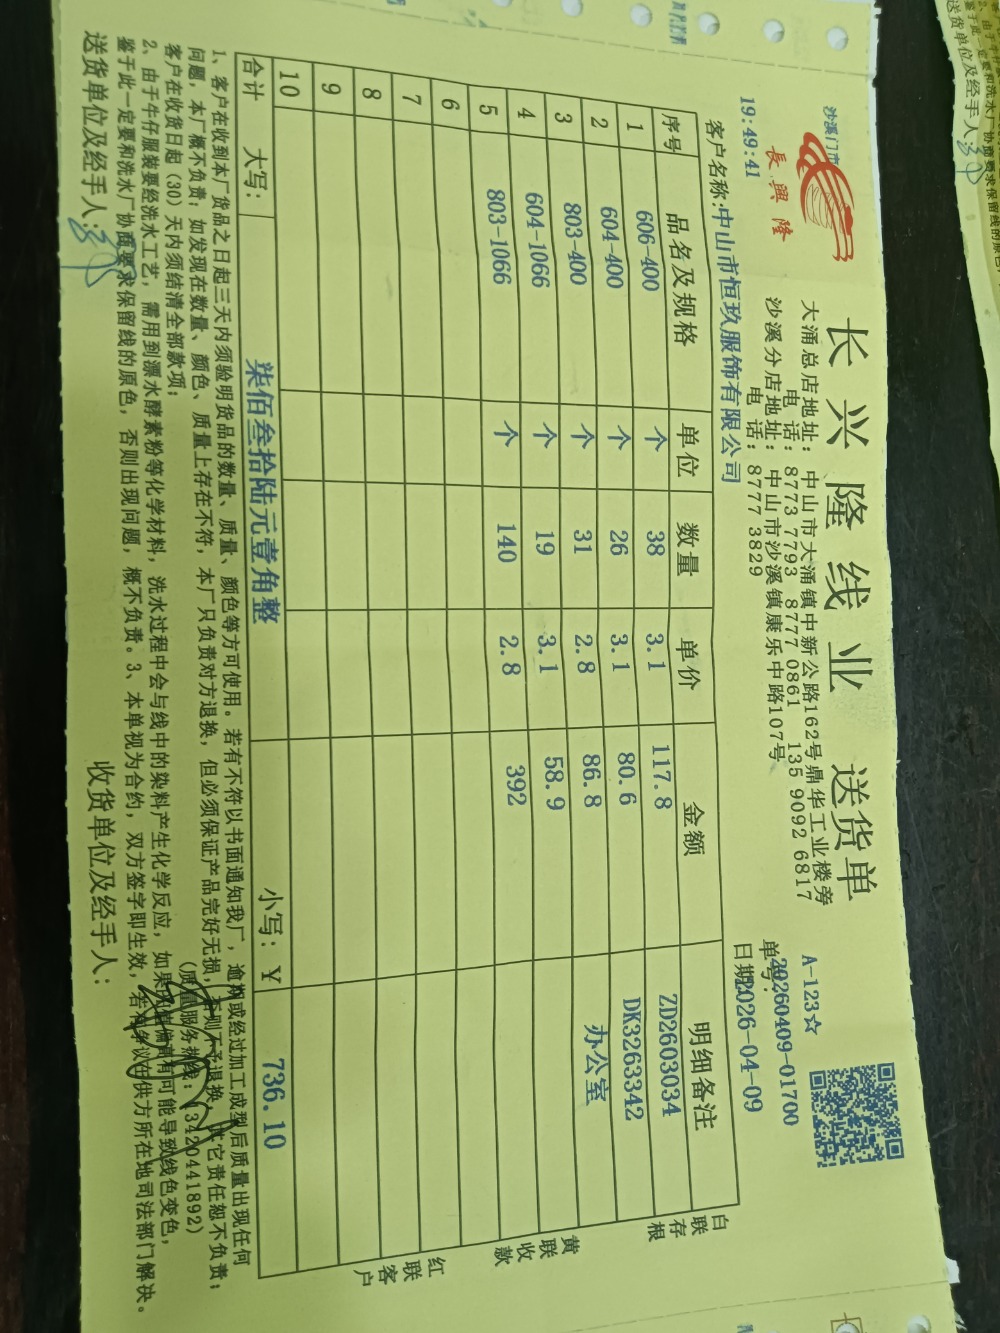 沙溪门市
長興隆
长兴隆线业 送货单
大涌总店地址：中山市大涌镇中新公路162号鼎华工业楼旁
电 话：8773 7793 8777 0861 135 9092 6817
沙溪分店地址：中山市沙溪镇康乐中路107号
电 话：8777 3829
A-123☆
单号：20260409-01700
日期：2026-04-09
19:49:41
客户名称:中山市恒玖服饰有限公司
序号 品名及规格 单位 数量 单价 金额 明细备注
1 606-400 个 38 3.1 117.8 ZD2603034
2 604-400 个 26 3.1 80.6 DK3263342
3 803-400 个 31 2.8 86.8 办公室
4 604-1066 个 19 3.1 58.9
5 803-1066 个 140 2.8 392
6
7
8
9
10
合计 大写: 柒佰叁拾陆元壹角整 小写: Y 736.10
白联存根
黄联收款
红联客户
1、客户在收到本厂货品之日起三天内须验明货品的数量、质量、颜色等方可使用。若有不符以书面通知我厂，逾期或经过加工成型后质量出现任何
问题，本厂概不负责；如发现在数量、颜色、质量上存在不符，本厂只负责对方退换，但必须保证产品完好无损，否则不予退换，其它责任恕不负责；
客户在收货日起（30）天内须结清全部款项； （质量服务热线：13420441892）
2、由于牛仔服装要经洗水工艺，需用到漂水酵素粉等化学材料，洗水过程中会与线中的染料产生化学反应，如果值偏高有可能导致线色变色，
鉴于此一定要和洗水厂协商要求保留线的原色，否则出现问题，概不负责。3、本单视为合约，双方签字即生效，若有争议在供方所在地司法部门解决。
送货单位及经手人: 收货单位及经手人: